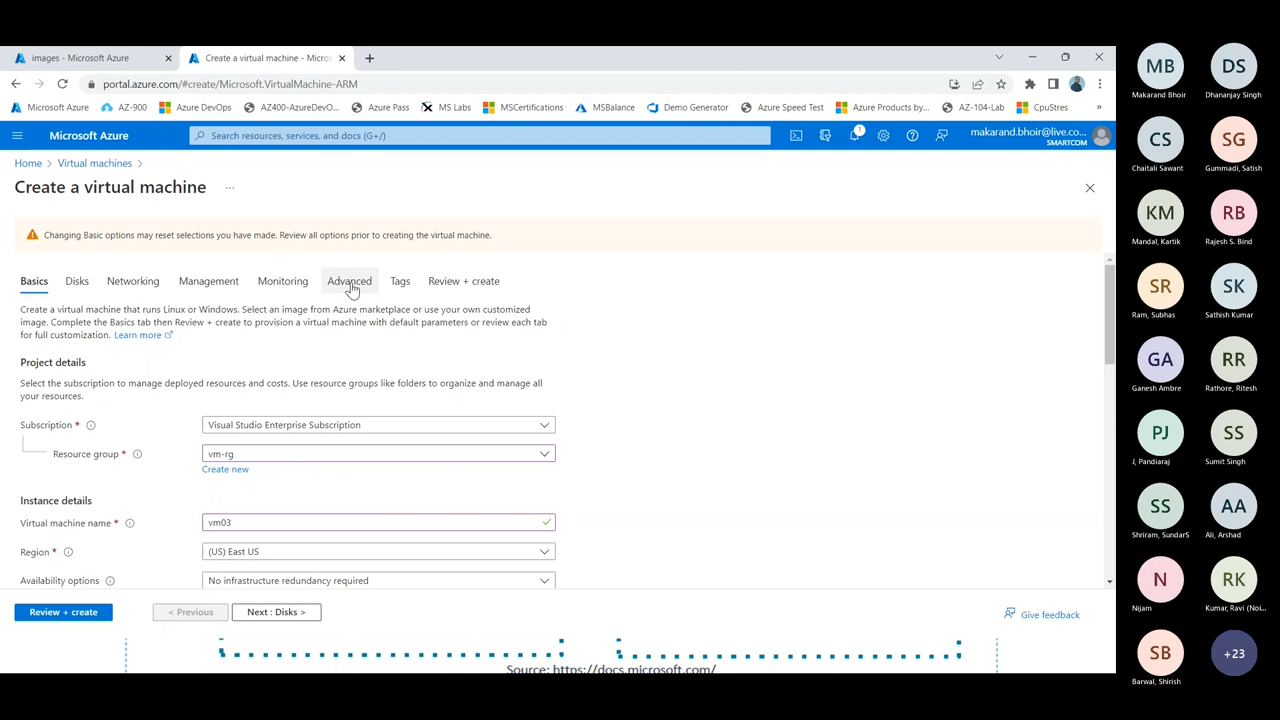 images - Microsoft Azure
Create a virtual machine - Micros
portal.azure.com/#create/Microsoft.VirtualMachine-ARM
Microsoft Azure
AZ-900
Azure DevOps
AZ400-AzureDevO...
Azure Pass
MS Labs
MSCertifications
MSBalance
Demo Generator
Azure Speed Test
Azure Products by...
AZ-104-Lab
CpuStres
»
Microsoft Azure
Search resources, services, and docs (G+/)
1
makarand.bhoir@live.co...
SMARTCOM
Home > Virtual machines >
Create a virtual machine ...
Changing Basic options may reset selections you have made. Review all options prior to creating the virtual machine.
Basics Disks Networking Management Monitoring Advanced Tags Review + create
Create a virtual machine that runs Linux or Windows. Select an image from Azure marketplace or use your own customized
image. Complete the Basics tab then Review + create to provision a virtual machine with default parameters or review each tab
for full customization. Learn more
Project details
Select the subscription to manage deployed resources and costs. Use resource groups like folders to organize and manage all
your resources.
Subscription *
Visual Studio Enterprise Subscription
Resource group *
vm-rg
Create new
Instance details
Virtual machine name *
vm03
Region *
(US) East US
Availability options
No infrastructure redundancy required
Review + create
< Previous
Next : Disks >
Give feedback
Source: https://docs.microsoft.com/
MB
Makarand Bhoir
DS
Dhananjay Singh
CS
Chaitali Sawant
SG
Gummadi, Satish
KM
Mandal, Kartik
RB
Rajesh S. Bind
SR
Ram, Subhas
SK
Sathish Kumar
GA
Ganesh Ambre
RR
Rathore, Ritesh
PJ
J, Pandiaraj
SS
Sumit Singh
SS
Shriram, SundarS
AA
Ali, Arshad
N
Nijam
RK
Kumar, Ravi (Noi...
SB
Barwal, Shirish
+23